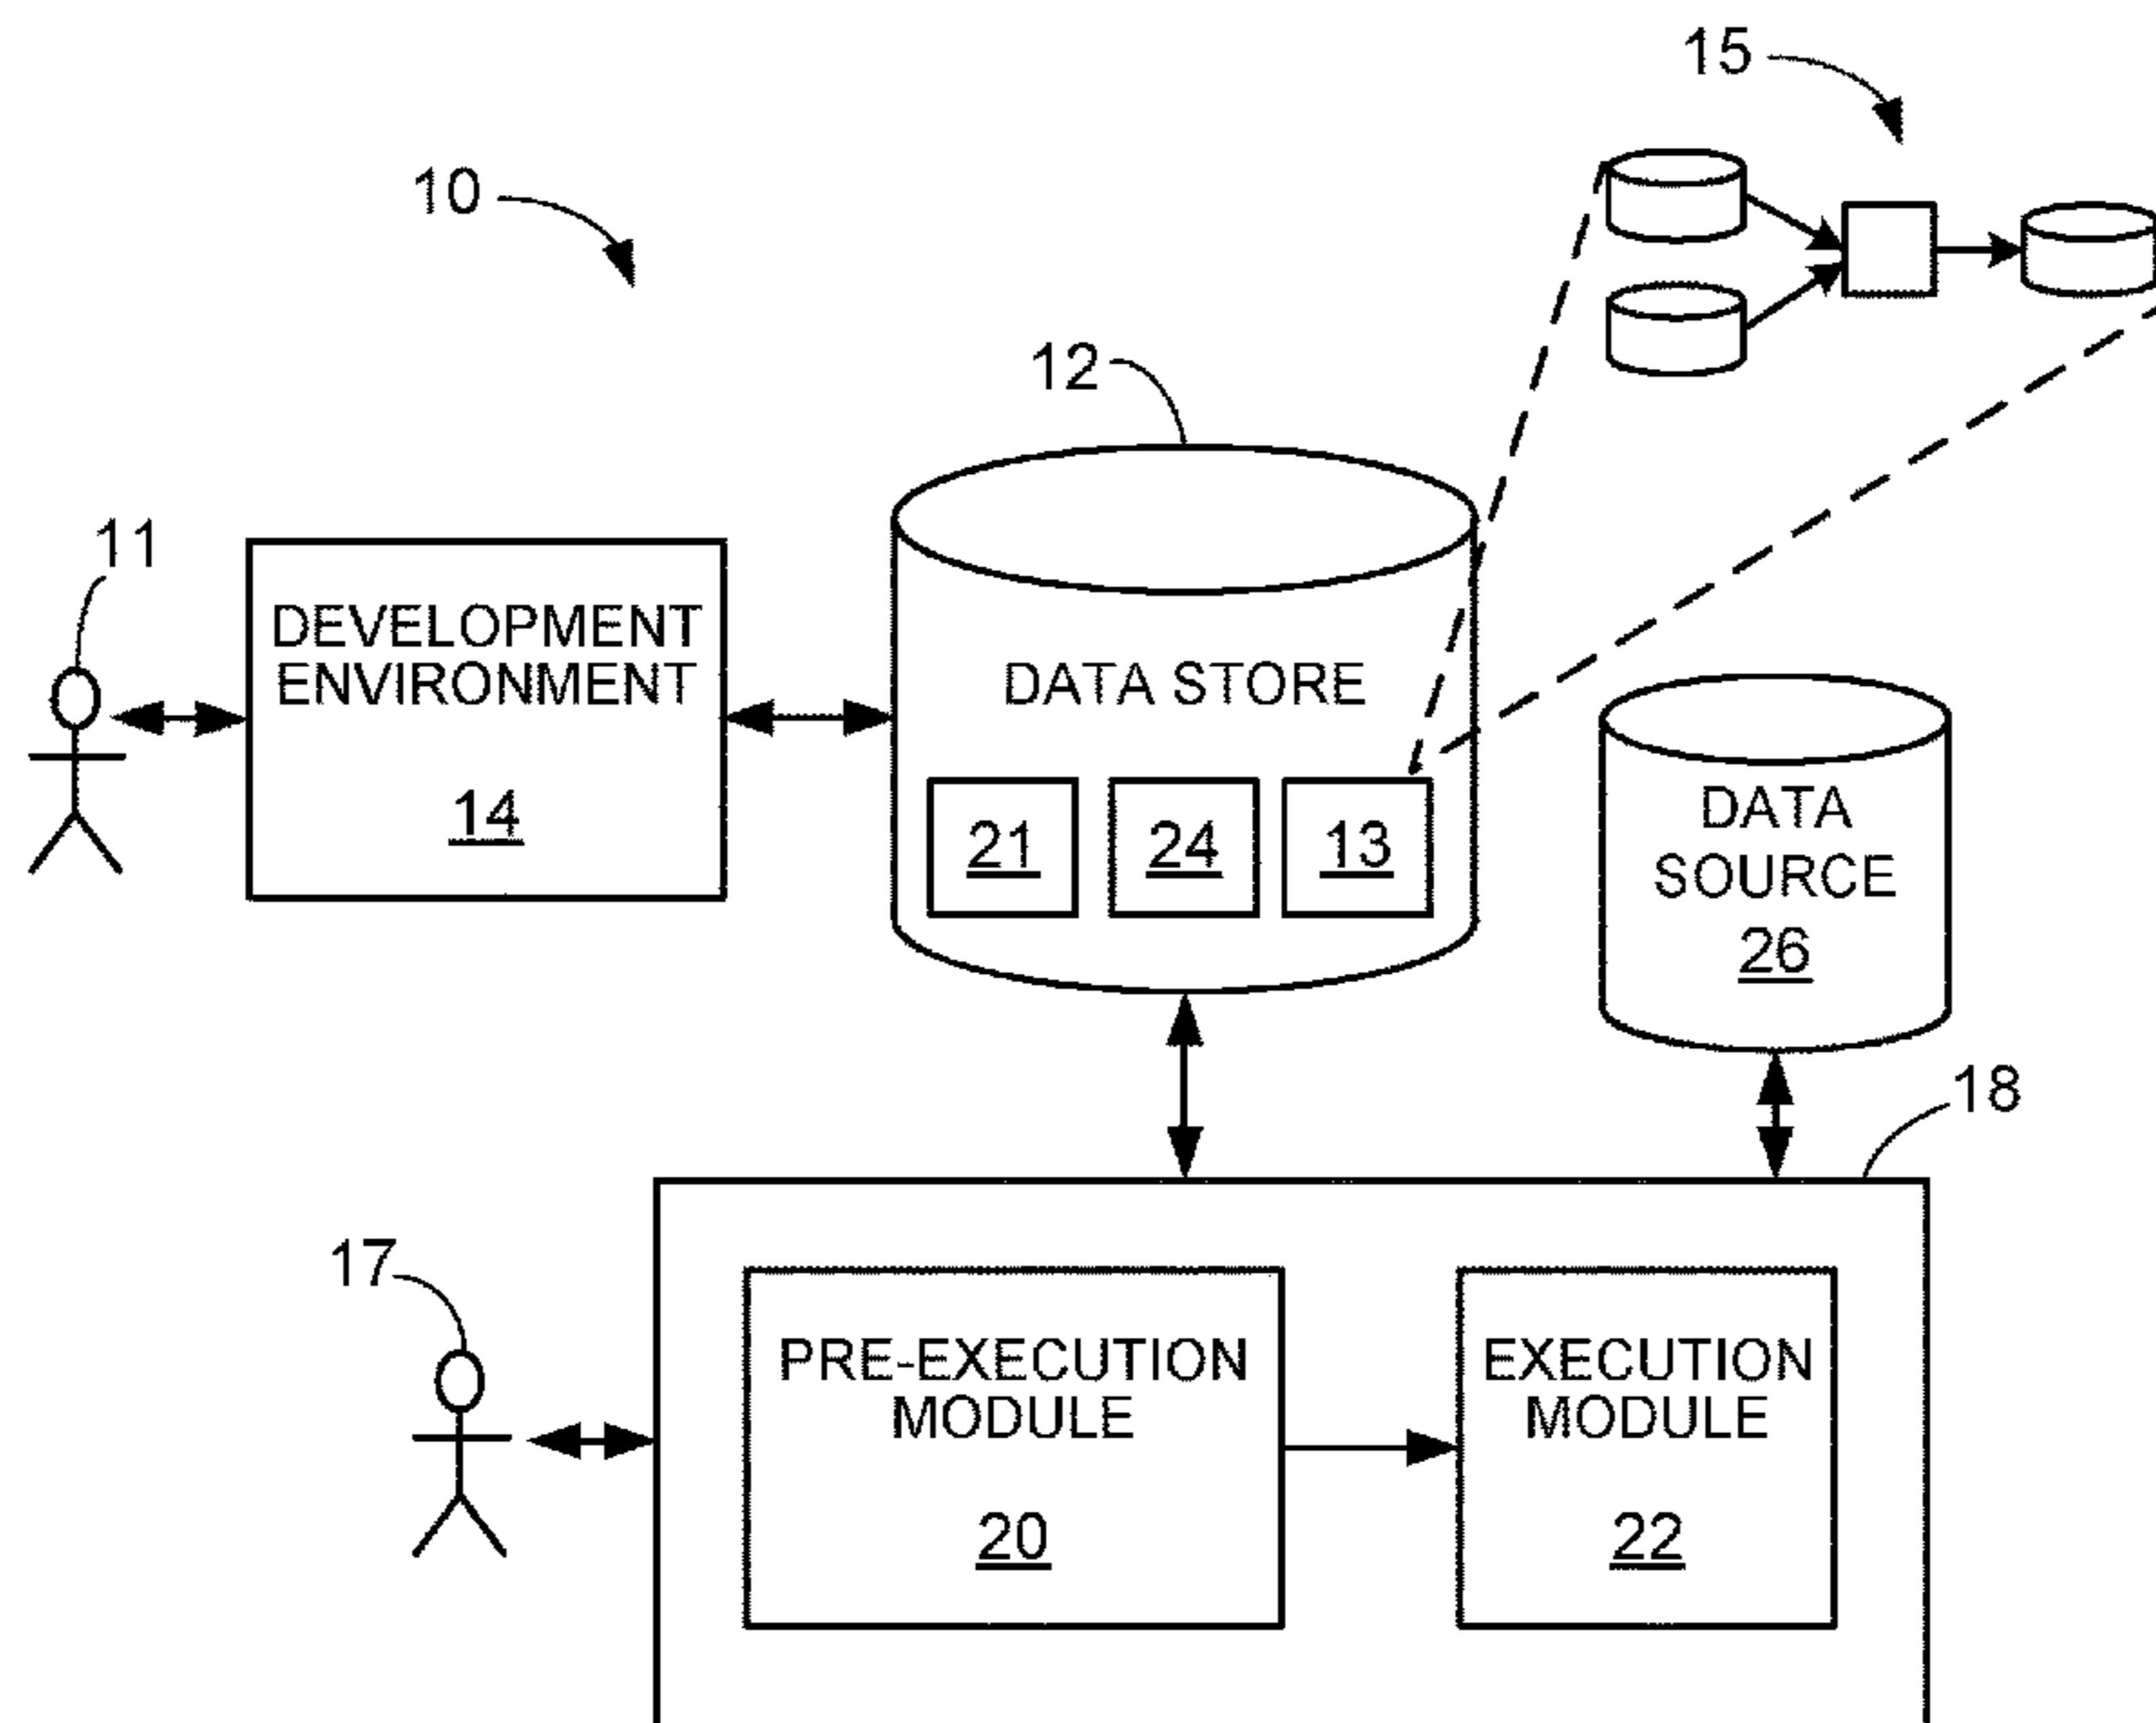 15
10
12
11
DEVELOPMENT
ENVIRONMENT
14
DATA STORE
21 24 13
DATA
SOURCE
26
18
17
PRE-EXECUTION
MODULE
20
EXECUTION
MODULE
22